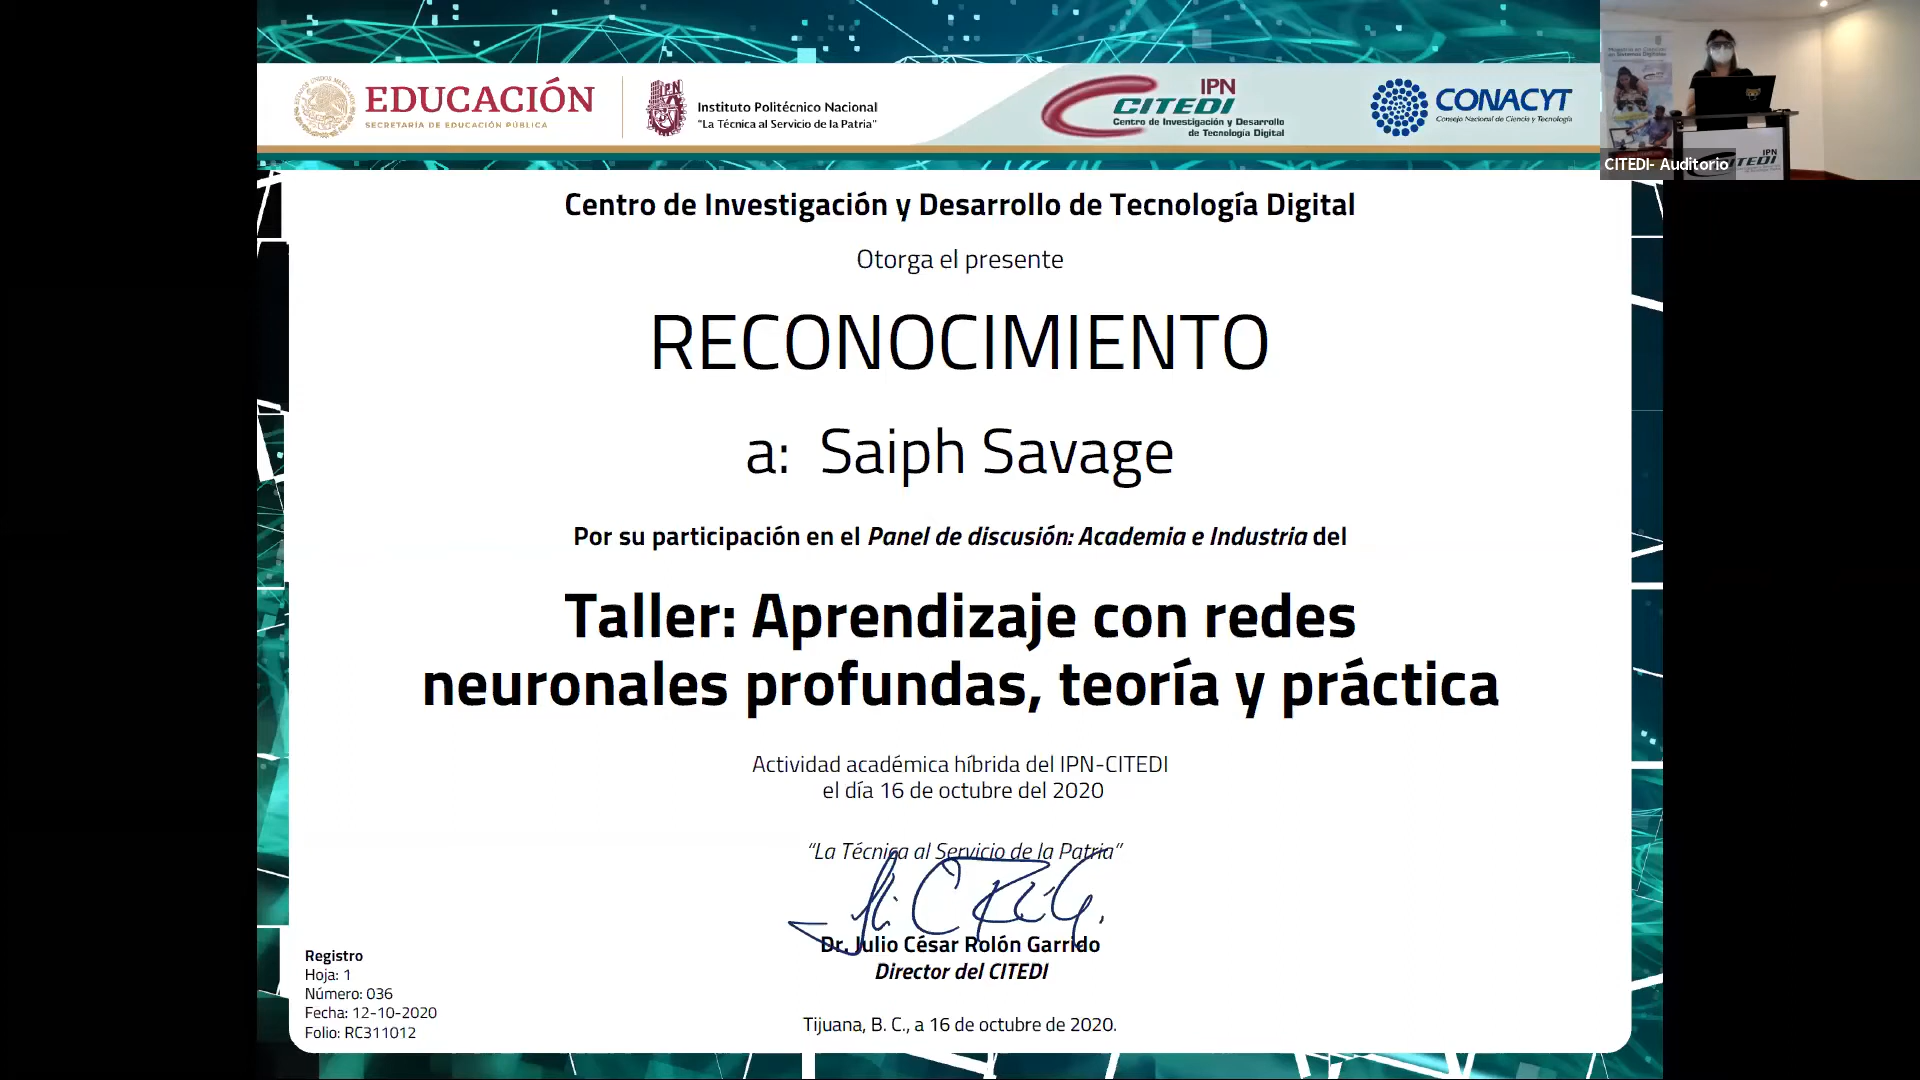 EDUCACIÓN
SECRETARÍA DE EDUCACIÓN PÚBLICA
Instituto Politécnico Nacional
"La Técnica al Servicio de la Patria"
IPN
CITEDI
Centro de Investigación y Desarrollo
de Tecnología Digital
CONACYT
Consejo Nacional de Ciencia y Tecnología
CITEDI- Auditorio
IPN
Centro de Investigación y Desarrollo de Tecnología Digital
Otorga el presente
RECONOCIMIENTO
a: Saiph Savage
Por su participación en el Panel de discusión: Academia e Industria del
Taller: Aprendizaje con redes
neuronales profundas, teoría y práctica
Actividad académica híbrida del IPN-CITEDI
el día 16 de octubre del 2020
“La Técnica al Servicio de la Patria”
Dr. Julio César Rolón Garrido
Director del CITEDI
Registro
Hoja: 1
Número: 036
Fecha: 12-10-2020
Folio: RC311012
Tijuana, B. C., a 16 de octubre de 2020.